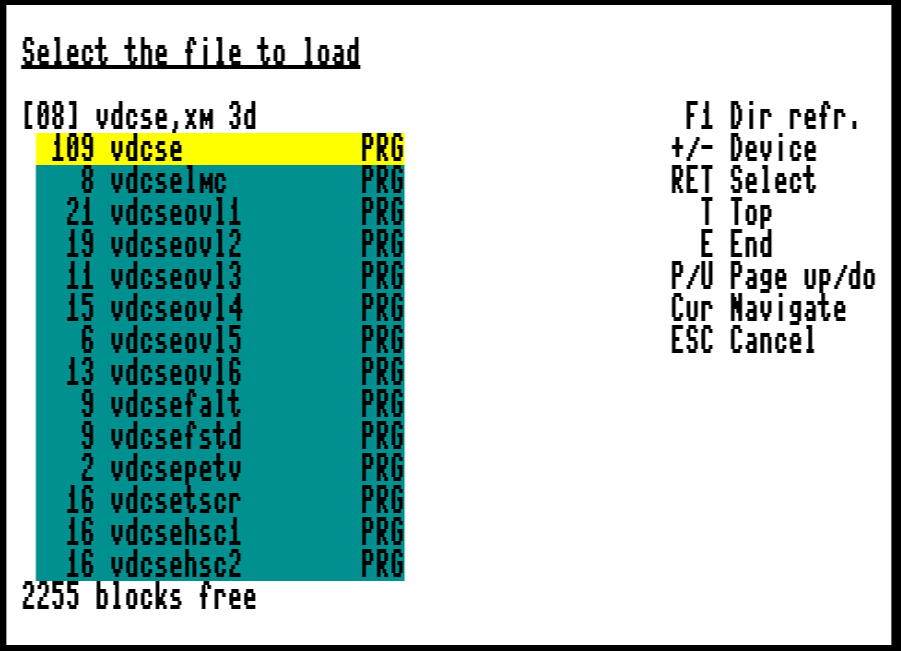 Select the file to load
[08] vdcse,xм 3d
109 vdcse PRG
8 vdcselмc PRG
21 vdcseovl1 PRG
19 vdcseovl2 PRG
11 vdcseovl3 PRG
15 vdcseovl4 PRG
6 vdcseovl5 PRG
13 vdcseovl6 PRG
9 vdcsefalt PRG
9 vdcsefstd PRG
2 vdcsepetv PRG
16 vdcsetscr PRG
16 vdcsehsc1 PRG
16 vdcsehsc2 PRG
2255 blocks free
F1 Dir refr.
+/- Device
RET Select
T Top
E End
P/U Page up/do
Cur Navigate
ESC Cancel